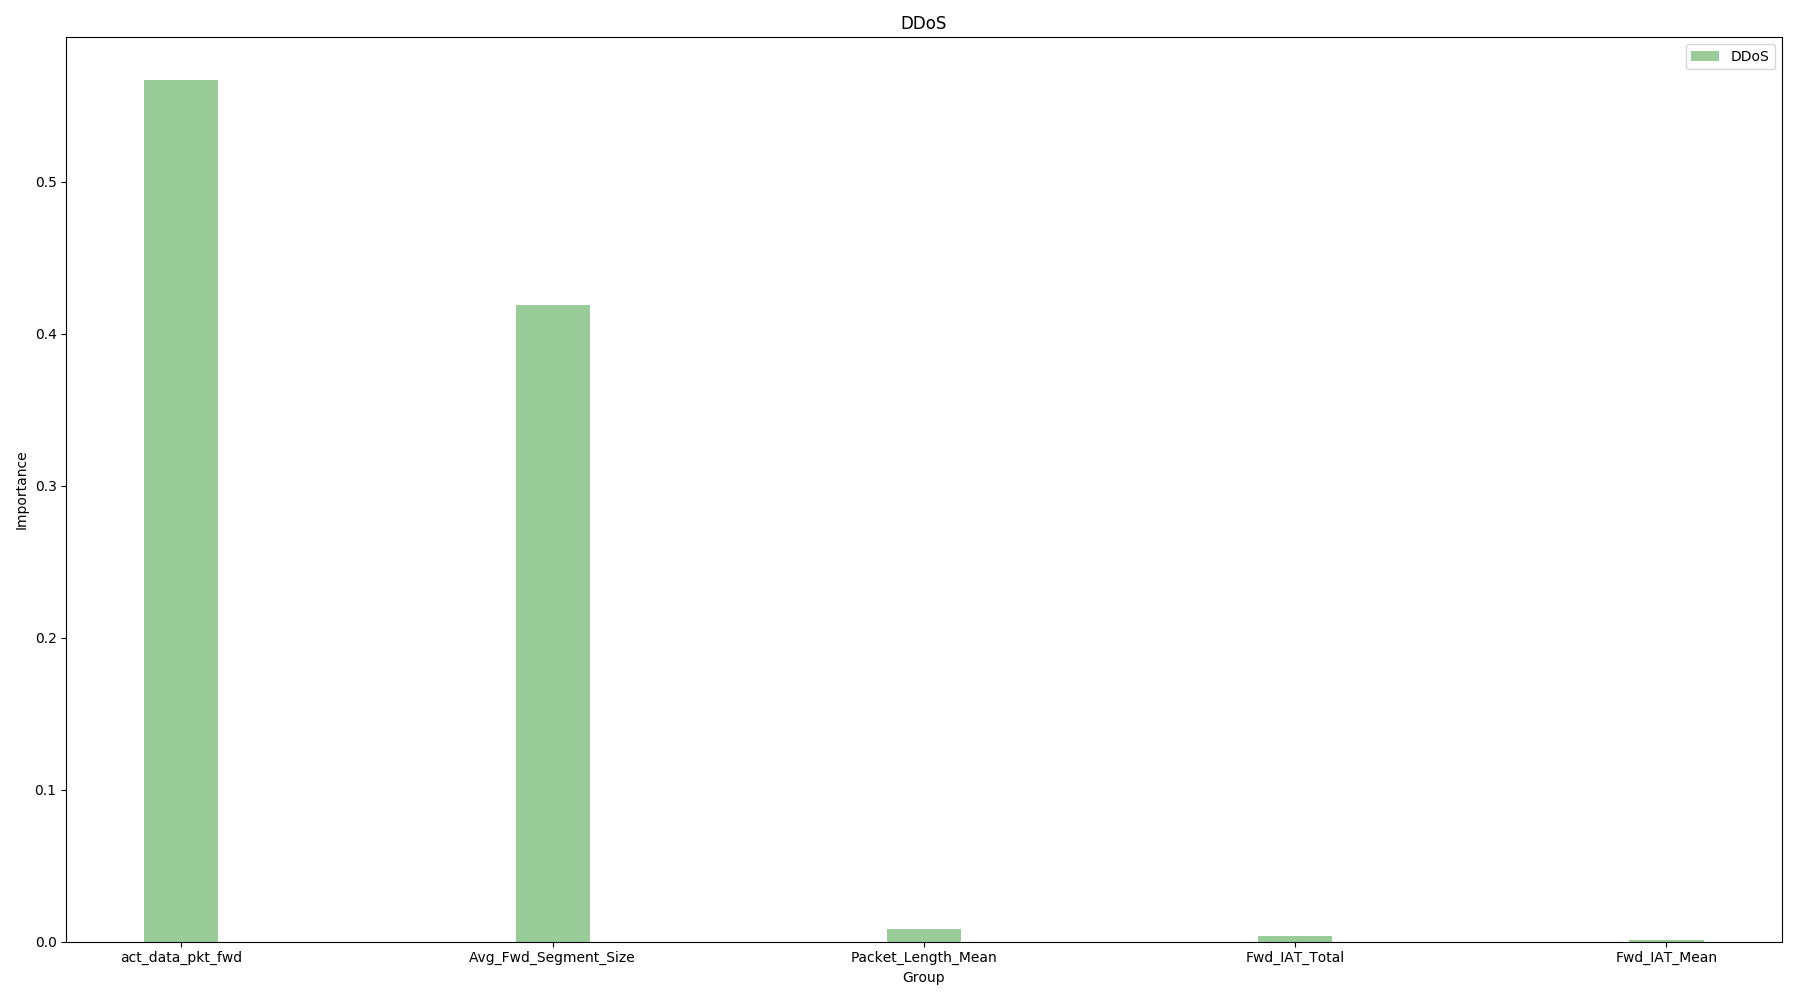 DDoS
DDoS
0.5
0.4
0.3
0.2
0.1
0.0
Importance
act_data_pkt_fwd
Avg_Fwd_Segment_Size
Packet_Length_Mean
Fwd_IAT_Total
Fwd_IAT_Mean
Group